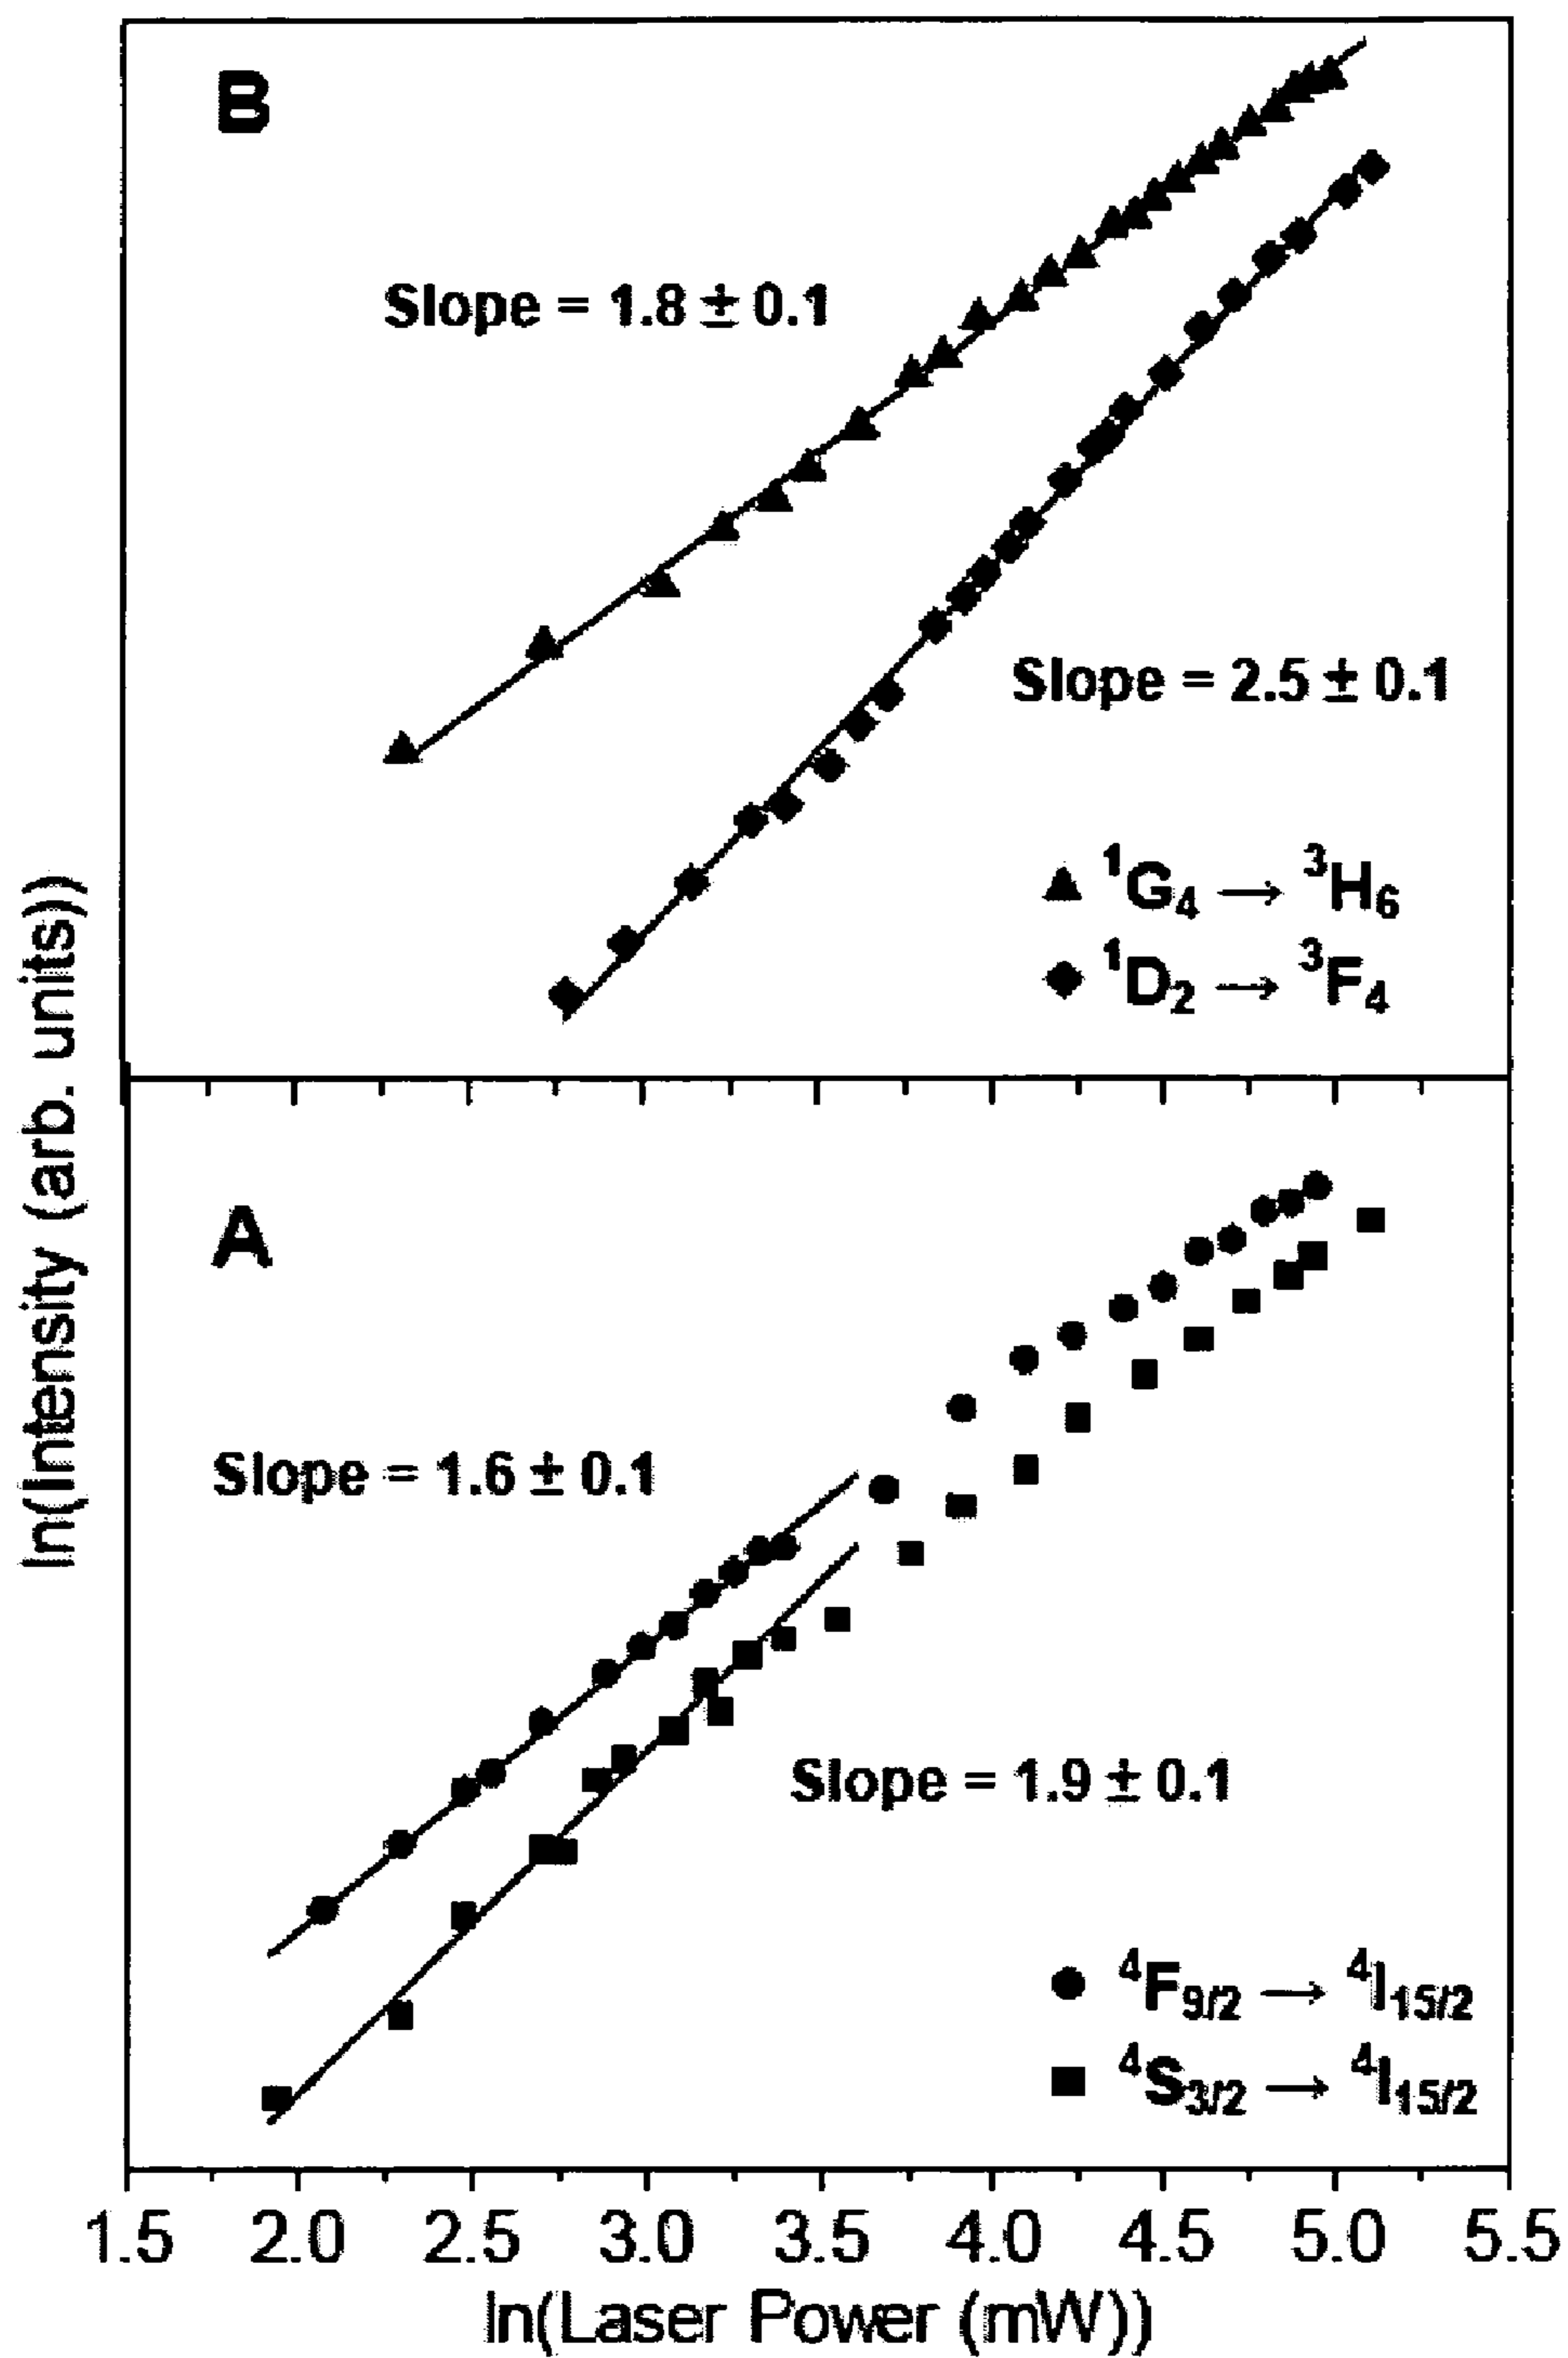 B
Slope = 1.8 ± 0.1
Slope = 2.5 ± 0.1
¹G₄ → ³H₆
¹D₂ → ³F₄
ln(Intensity (arb. units))
A
Slope = 1.6 ± 0.1
Slope = 1.9 ± 0.1
⁴F₉/₂ → ⁴I₁₅/₂
⁴S₃/₂ → ⁴I₁₅/₂
1.5 2.0 2.5 3.0 3.5 4.0 4.5 5.0 5.5
ln(Laser Power (mW))